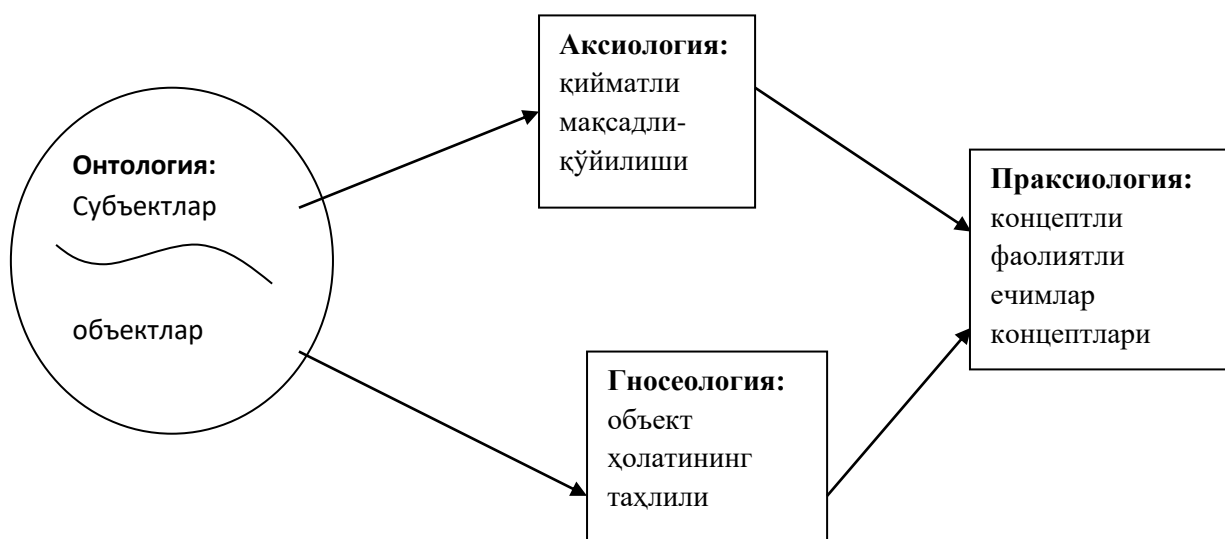 Онтология:
Субъектлар
объектлар
Аксиология:
қийматли
мақсадли-
қўйилиши
Гносеология:
объект
ҳолатининг
таҳлили
Праксиология:
концептли
фаолиятли
ечимлар
концептлари